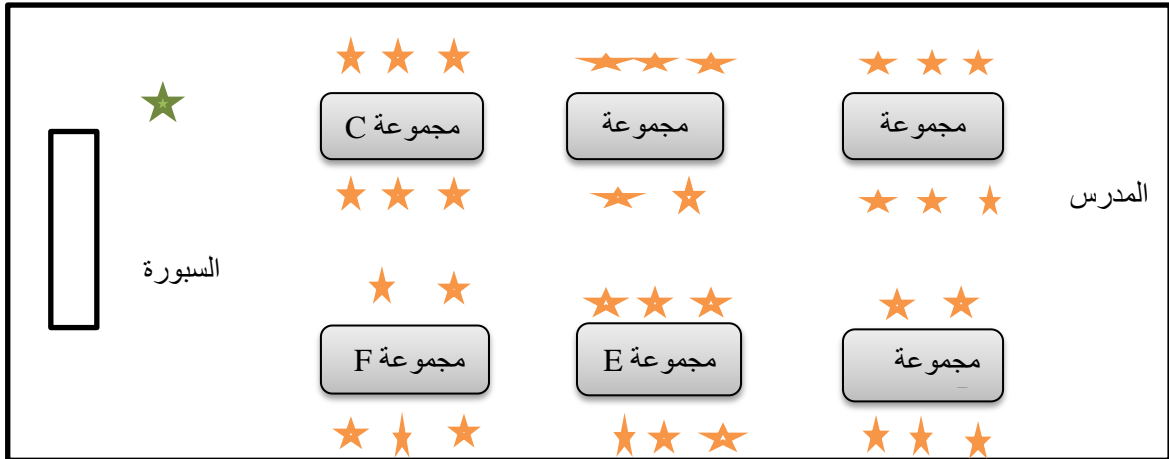 مجموعة
مجموعة
مجموعة C
المدرس
السبورة
مجموعة
مجموعة E
مجموعة F